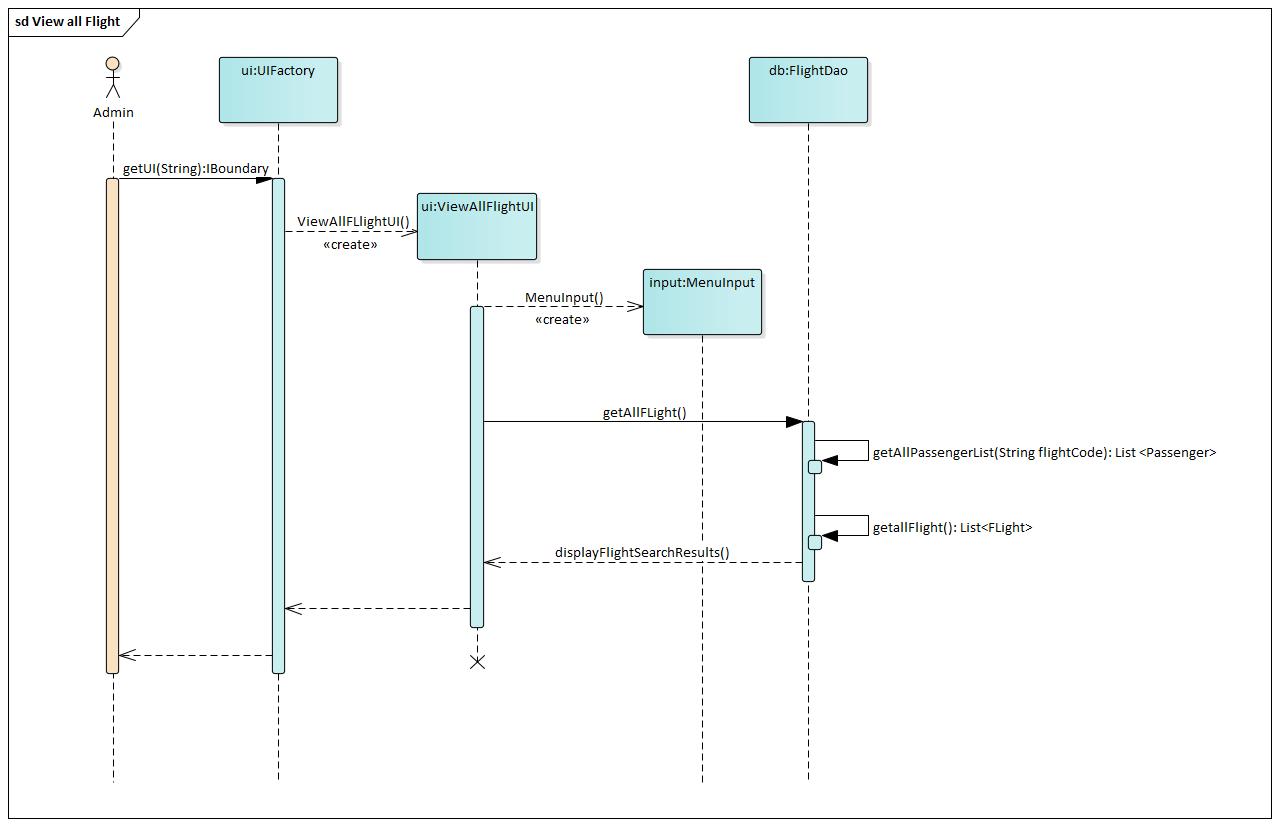 sd View all Flight
Admin
ui:UIFactory
db:FlightDao
getUI(String):IBoundary
ui:ViewAllFlightUI
ViewAllFLlightUI()
«create»
input:MenuInput
MenuInput()
«create»
getAllFLight()
getAllPassengerList(String flightCode): List <Passenger>
getallFlight(): List<FLight>
displayFlightSearchResults()